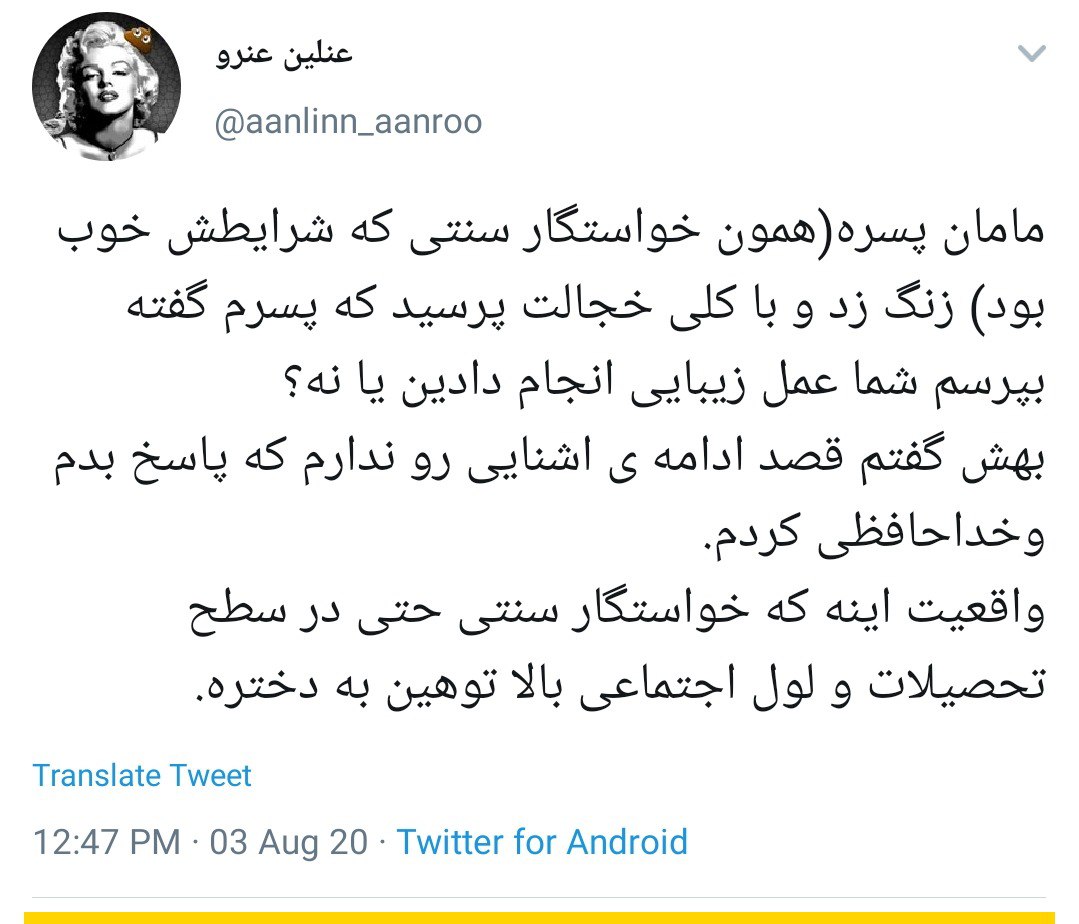 عنلین عنرو
@aanlinn_aanroo
مامان پسره(همون خواستگار سنتی که شرایطش خوب
بود) زنگ زد و با کلی خجالت پرسید که پسرم گفته
بپرسم شما عمل زیبایی انجام دادین یا نه؟
بهش گفتم قصد ادامه ی اشنایی رو ندارم که پاسخ بدم
وخداحافظی کردم.
واقعیت اینه که خواستگار سنتی حتی در سطح
تحصیلات و لول اجتماعی بالا توهین به دختره.
Translate Tweet
12:47 PM · 03 Aug 20 · Twitter for Android